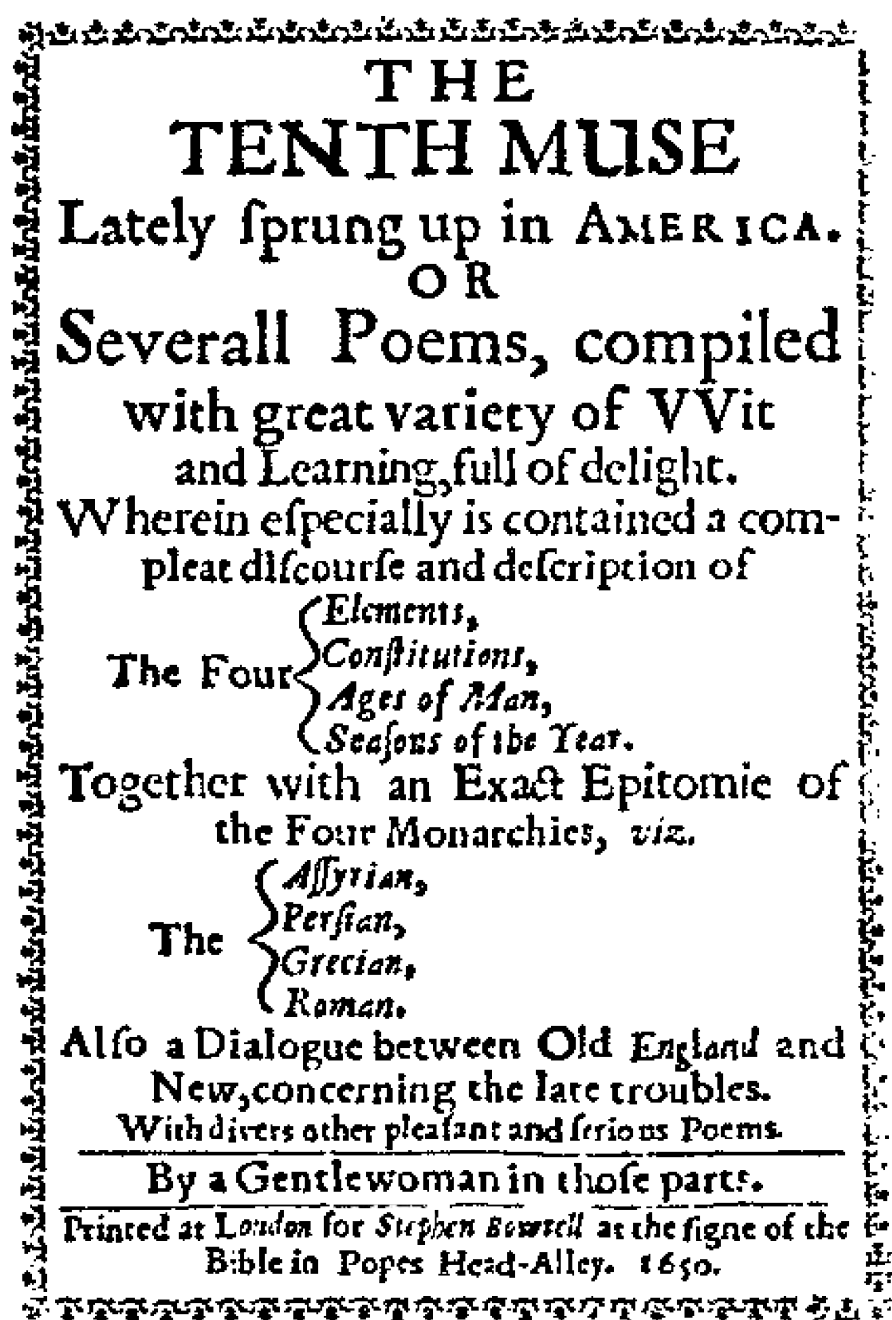 THE
TENTH MUSE
Lately ſprung up in AMERICA.
OR
Severall Poems, compiled
with great variety of VVit
and Learning, full of delight.
Wherein eſpecially is contained a com-
pleat diſcourſe and deſcription of
The Four
Elements,
Conſtitutions,
Ages of Man,
Seaſons of the Year.
Together with an Exact Epitomie of
the Four Monarchies, viz.
The
Aſſyrian,
Perſian,
Grecian,
Roman.
Alſo a Dialogue between Old England and
New, concerning the late troubles.
With divers other pleaſant and ſerious Poems.
By a Gentlewoman in thoſe parts.
Printed at London for Stephen Bowtell at the ſigne of the
Bible in Popes Head-Alley. 1650.